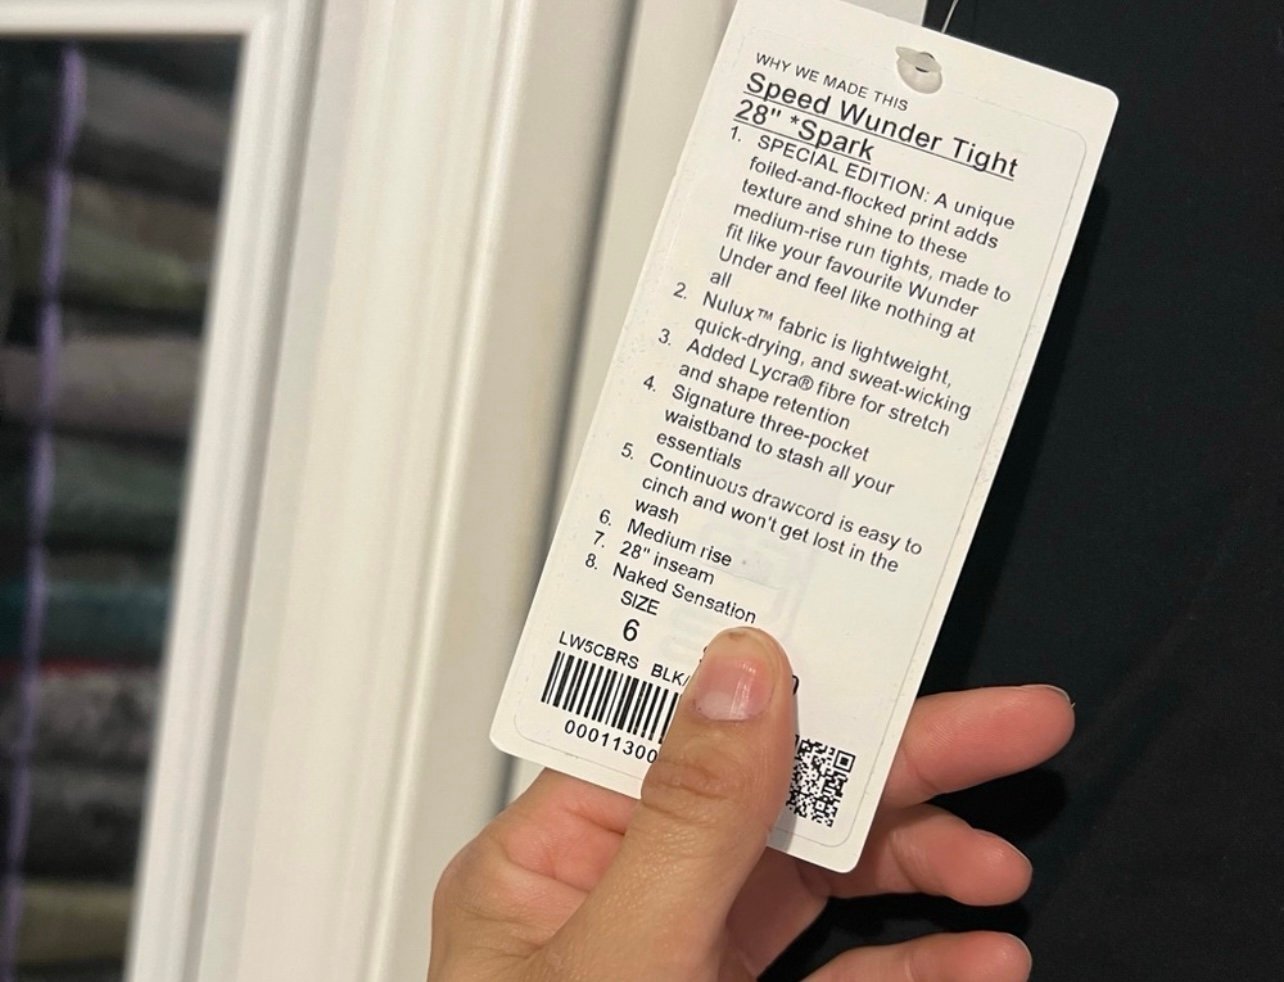 WHY WE MADE THIS
Speed Wunder Tight
28" *Spark
1. SPECIAL EDITION: A unique
foiled-and-flocked print adds
texture and shine to these
medium-rise run tights, made to
fit like your favourite Wunder
Under and feel like nothing at
all
2. Nulux™ fabric is lightweight,
quick-drying, and sweat-wicking
3. Added Lycra® fibre for stretch
and shape retention
4. Signature three-pocket
waistband to stash all your
essentials
5. Continuous drawcord is easy to
cinch and won't get lost in the
wash
6. Medium rise
7. 28" inseam
8. Naked Sensation
SIZE
6
LW5CBRS BLK/
00011300